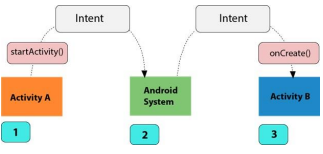 Intent
Intent
startActivity()
onCreate()
Activity A
Android
System
Activity B
1
2
3